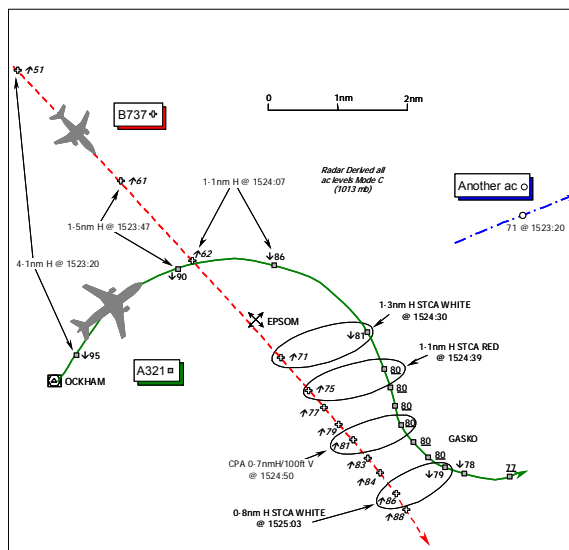 ↑51
B737
0
1nm
2nm
Radar Derived all
ac levels Mode C
(1013 mb)
1·1nm H @ 1524:07
↑61
Another ac
71 @ 1523:20
1·5nm H @ 1523:47
4·1nm H @ 1523:20
↑62
↓86
↓90
EPSOM
1·3nm H STCA WHITE
@ 1524:30
↓81
1·1nm H STCA RED
@ 1524:39
↓95
↑71
OCKHAM
A321
80
↑75
80
↑77
80
↑79
80
↑81
80
GASKO
CPA 0·7nmH/100ft V
@ 1524:50
↑83
80
↑84
↓79
↓78
77
↑86
0·8nm H STCA WHITE
@ 1525:03
↑88